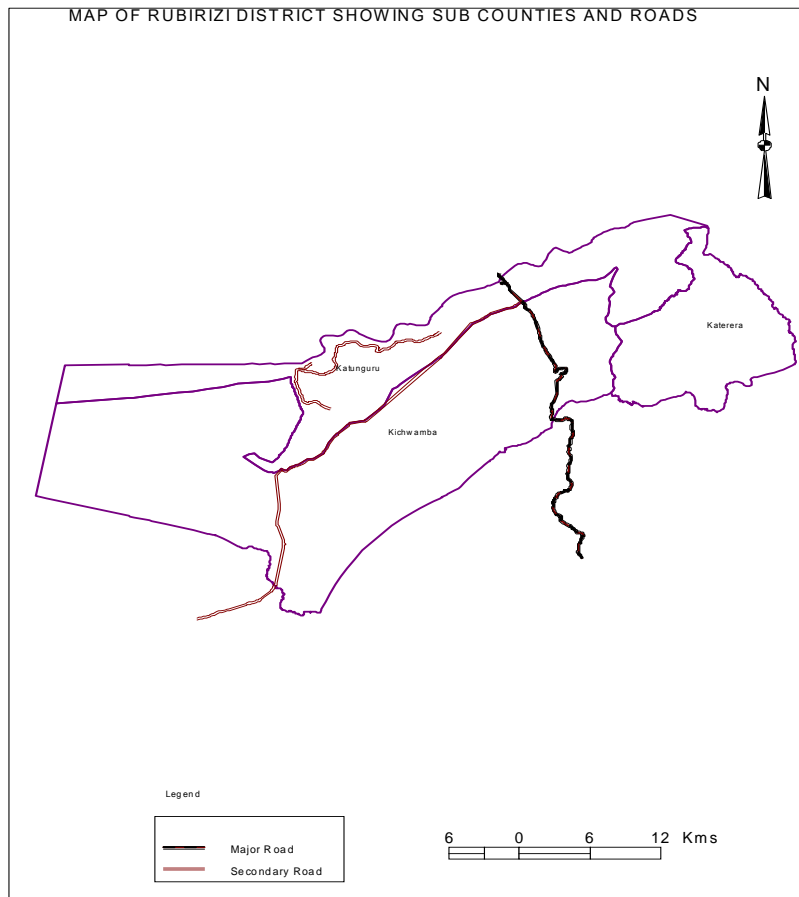 MAP OF RUBIRIZI DISTRICT SHOWING SUB COUNTIES AND ROADS
N
Katerera
Katunguru
Kichwamba
Legend
Major Road
Secondary Road
6 0 6 12 Kms